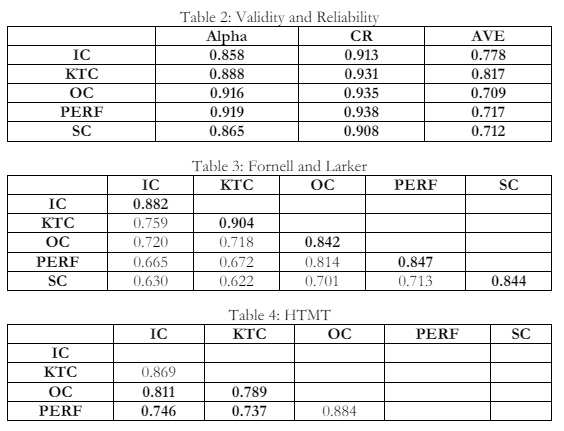 Table 2: Validity and Reliability
Alpha CR AVE
IC 0.858 0.913 0.778
KTC 0.888 0.931 0.817
OC 0.916 0.935 0.709
PERF 0.919 0.938 0.717
SC 0.865 0.908 0.712
Table 3: Fornell and Larker
IC KTC OC PERF SC
IC 0.882
KTC 0.759 0.904
OC 0.720 0.718 0.842
PERF 0.665 0.672 0.814 0.847
SC 0.630 0.622 0.701 0.713 0.844
Table 4: HTMT
IC KTC OC PERF SC
IC
KTC 0.869
OC 0.811 0.789
PERF 0.746 0.737 0.884